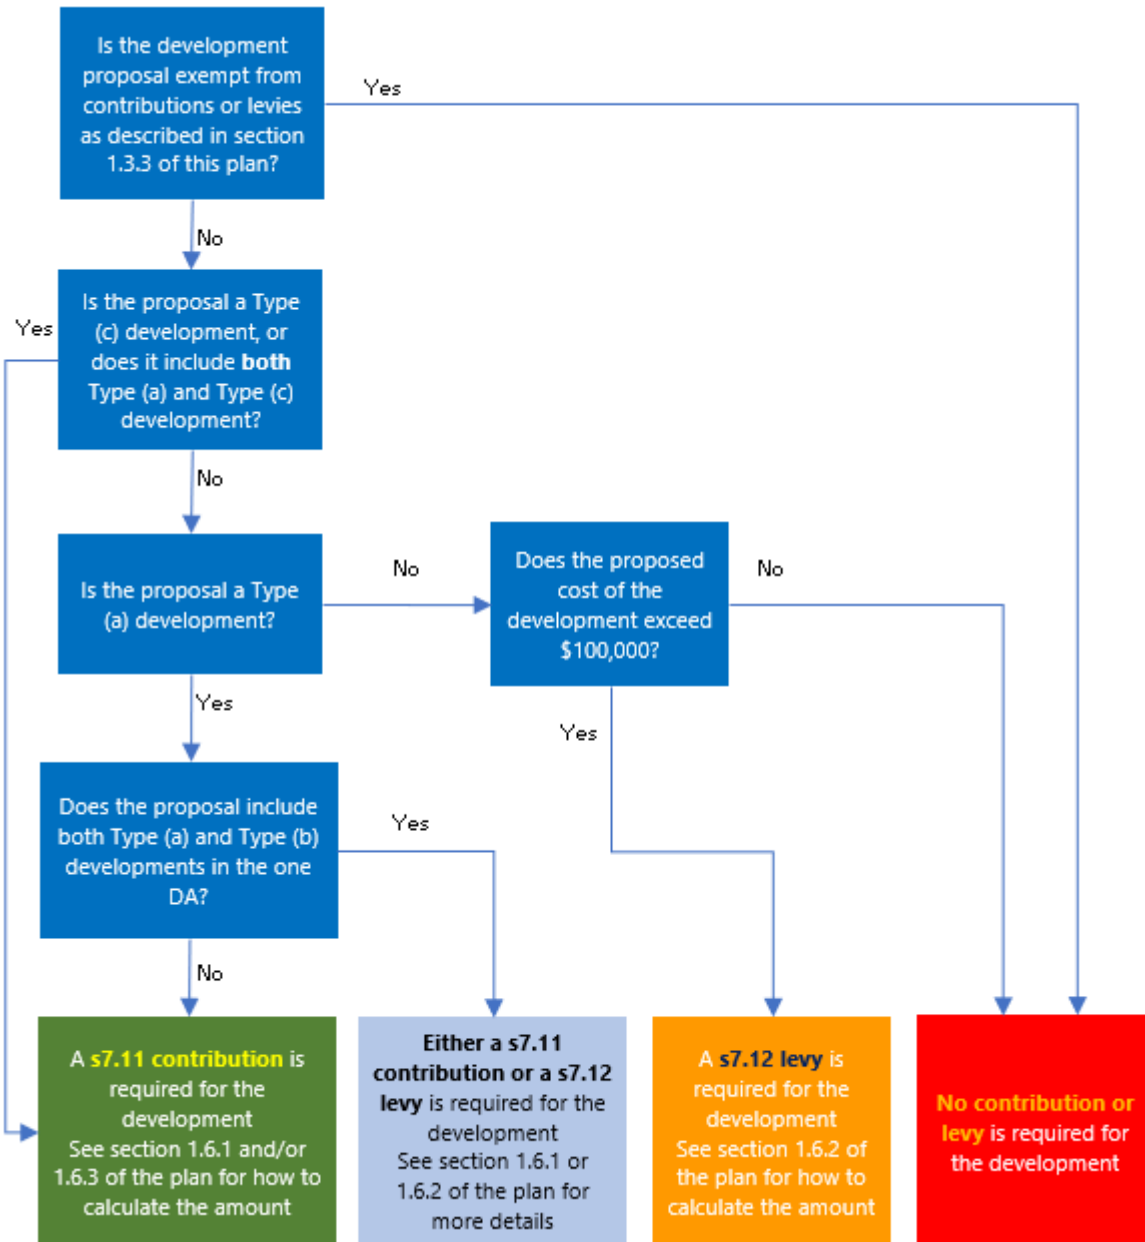 Is the development
proposal exempt from
contributions or levies
as described in section
1.3.3 of this plan?
Yes
No
Is the proposal a Type
(c) development, or
does it include both
Type (a) and Type (c)
development?
Yes
No
Is the proposal a Type
(a) development?
No
Does the proposed
cost of the
development exceed
$100,000?
No
Yes
Yes
Does the proposal include
both Type (a) and Type (b)
developments in the one
DA?
Yes
No
A s7.11 contribution is
required for the
development
See section 1.6.1 and/or
1.6.3 of the plan for how to
calculate the amount
Either a s7.11
contribution or a s7.12
levy is required for the
development
See section 1.6.1 or
1.6.2 of the plan for
more details
A s7.12 levy is
required for the
development
See section 1.6.2 of
the plan for how to
calculate the amount
No contribution or
levy is required for
the development